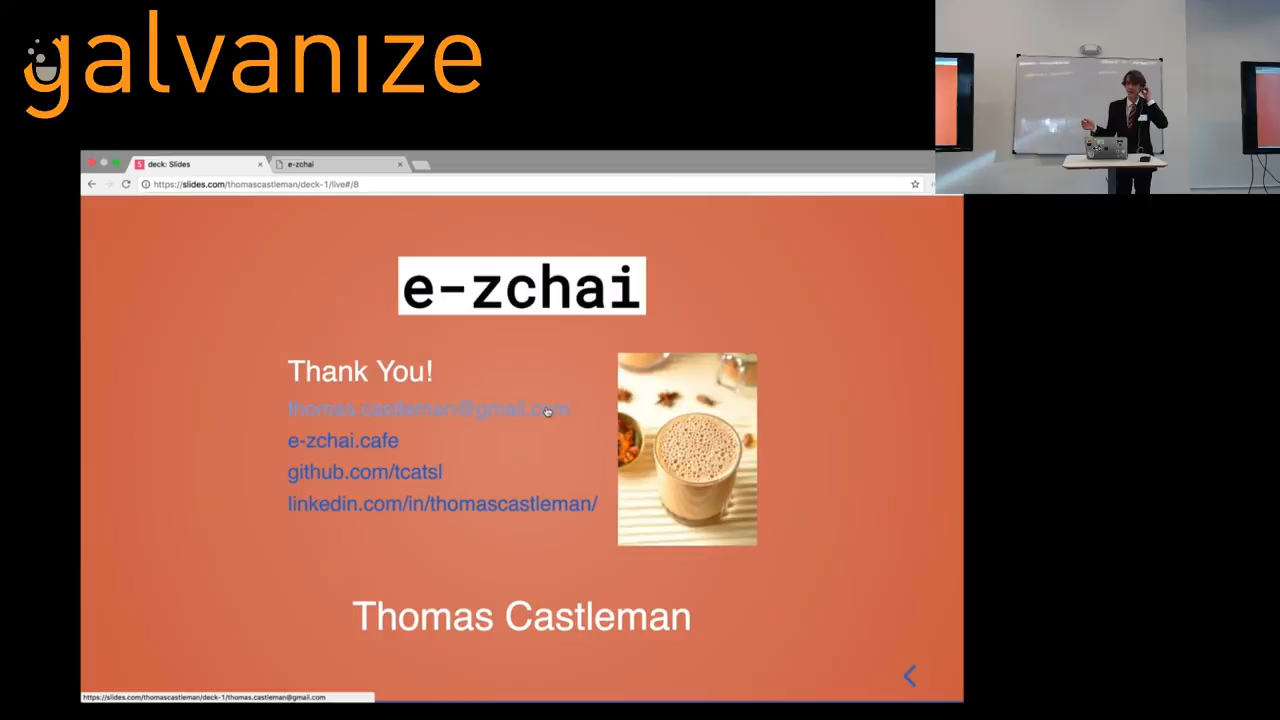 galvanize
deck: Slides
e-zchai
https://slides.com/thomascastleman/deck-1/live#/8
e-zchai
Thank You!
thomas.castleman@gmail.com
e-zchai.cafe
github.com/tcatsl
linkedin.com/in/thomascastleman/
Thomas Castleman
https://slides.com/thomascastleman/deck-1/thomas.castleman@gmail.com